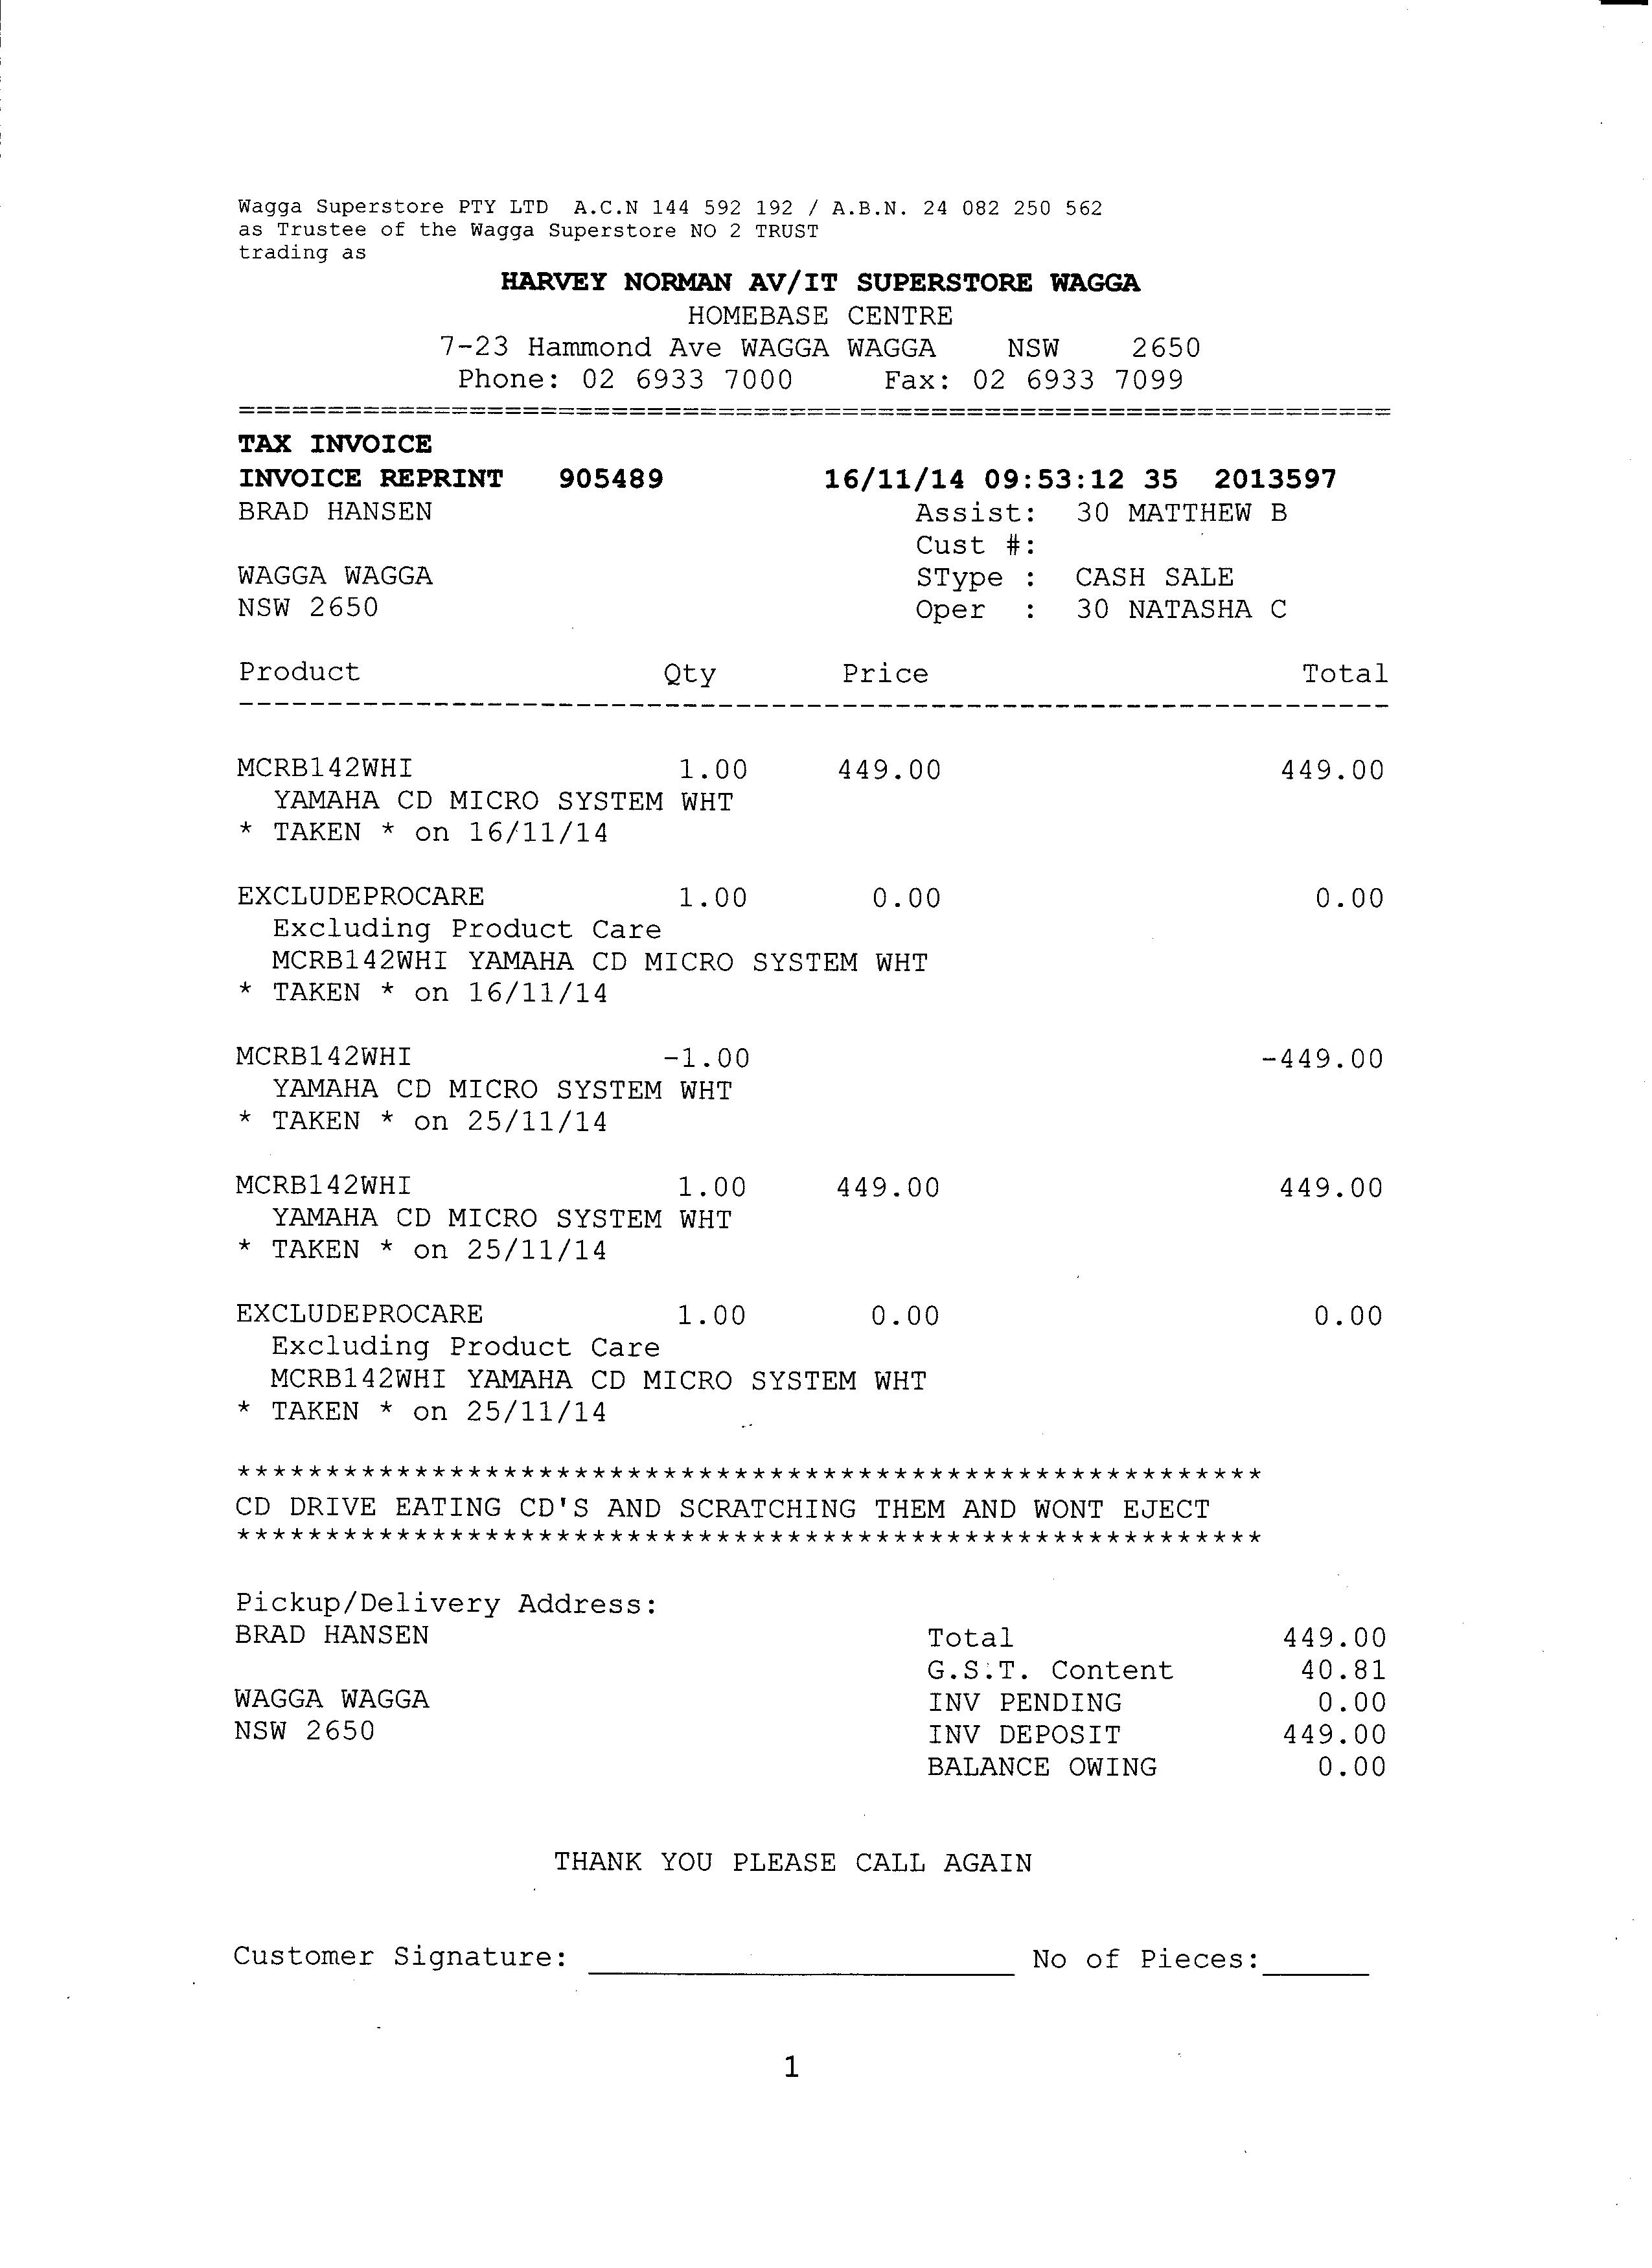 Wagga Superstore PTY LTD A.C.N 144 592 192 / A.B.N. 24 082 250 562
as Trustee of the Wagga Superstore NO 2 TRUST
trading as
HARVEY NORMAN AV/IT SUPERSTORE WAGGA
HOMEBASE CENTRE
7-23 Hammond Ave WAGGA WAGGA NSW 2650
Phone: 02 6933 7000 Fax: 02 6933 7099
=================================================================
TAX INVOICE
INVOICE REPRINT 905489 16/11/14 09:53:12 35 2013597
BRAD HANSEN Assist: 30 MATTHEW B
Cust #:
WAGGA WAGGA SType : CASH SALE
NSW 2650 Oper : 30 NATASHA C
Product Qty Price Total
-----------------------------------------------------------------
MCRB142WHI 1.00 449.00 449.00
YAMAHA CD MICRO SYSTEM WHT
* TAKEN * on 16/11/14
EXCLUDEPROCARE 1.00 0.00 0.00
Excluding Product Care
MCRB142WHI YAMAHA CD MICRO SYSTEM WHT
* TAKEN * on 16/11/14
MCRB142WHI -1.00 -449.00
YAMAHA CD MICRO SYSTEM WHT
* TAKEN * on 25/11/14
MCRB142WHI 1.00 449.00 449.00
YAMAHA CD MICRO SYSTEM WHT
* TAKEN * on 25/11/14
EXCLUDEPROCARE 1.00 0.00 0.00
Excluding Product Care
MCRB142WHI YAMAHA CD MICRO SYSTEM WHT
* TAKEN * on 25/11/14
**********************************************************
CD DRIVE EATING CD'S AND SCRATCHING THEM AND WONT EJECT
**********************************************************
Pickup/Delivery Address:
BRAD HANSEN Total 449.00
G.S.T. Content 40.81
WAGGA WAGGA INV PENDING 0.00
NSW 2650 INV DEPOSIT 449.00
BALANCE OWING 0.00
THANK YOU PLEASE CALL AGAIN
Customer Signature: ________________________ No of Pieces:______
1